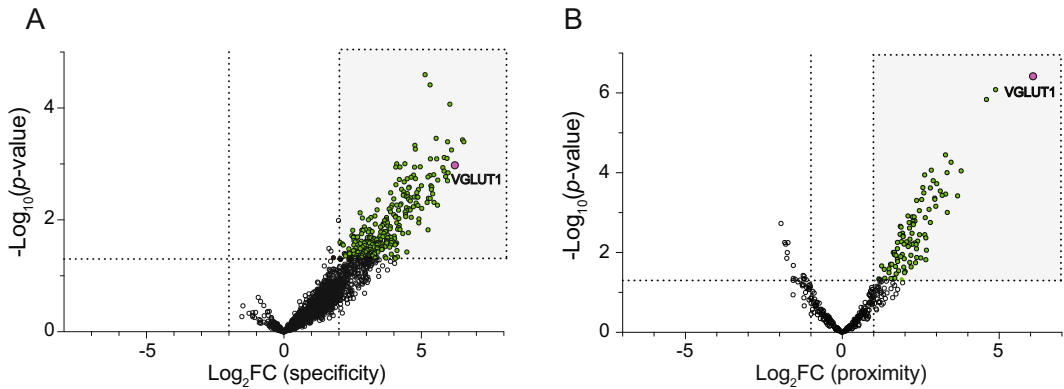 A
-Log10(p-value)
4
2
0
VGLUT1
-5 0 5
Log2FC (specificity)
B
-Log10(p-value)
6
4
2
0
VGLUT1
-5 0 5
Log2FC (proximity)